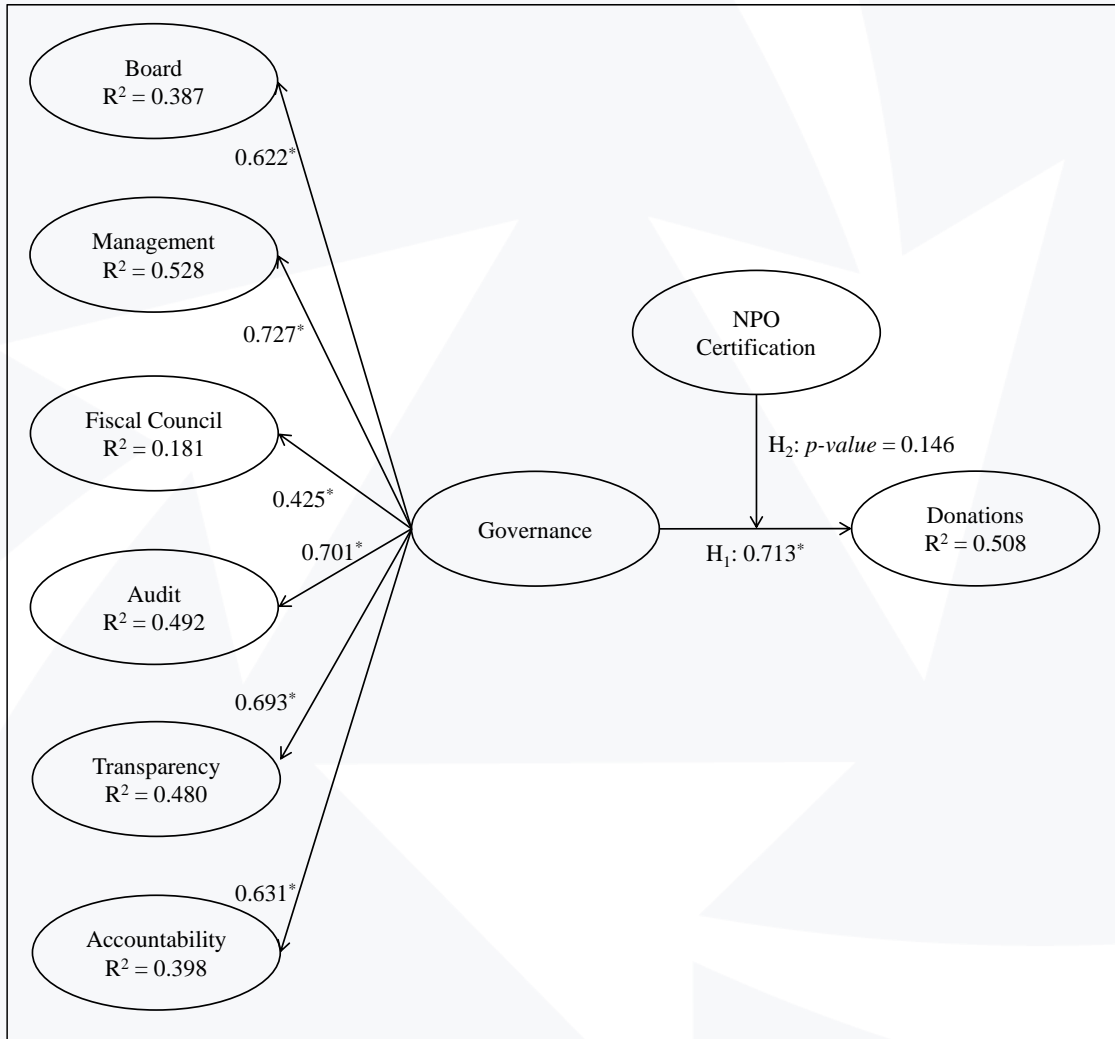 Board
R² = 0.387
0.622*
Management
R² = 0.528
0.727*
NPO
Certification
Fiscal Council
R² = 0.181
H₂: p-value = 0.146
0.425*
Governance
Donations
R² = 0.508
0.701*
H₁: 0.713*
Audit
R² = 0.492
0.693*
Transparency
R² = 0.480
0.631*
Accountability
R² = 0.398